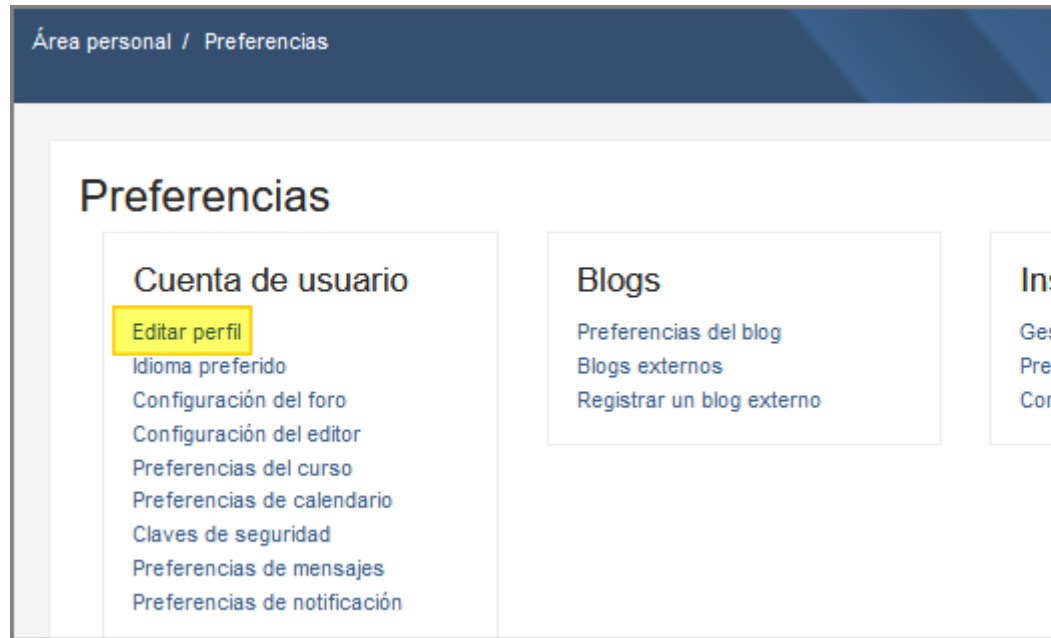 Área personal / Preferencias
Preferencias
Cuenta de usuario
Editar perfil
Idioma preferido
Configuración del foro
Configuración del editor
Preferencias del curso
Preferencias de calendario
Claves de seguridad
Preferencias de mensajes
Preferencias de notificación
Blogs
Preferencias del blog
Blogs externos
Registrar un blog externo